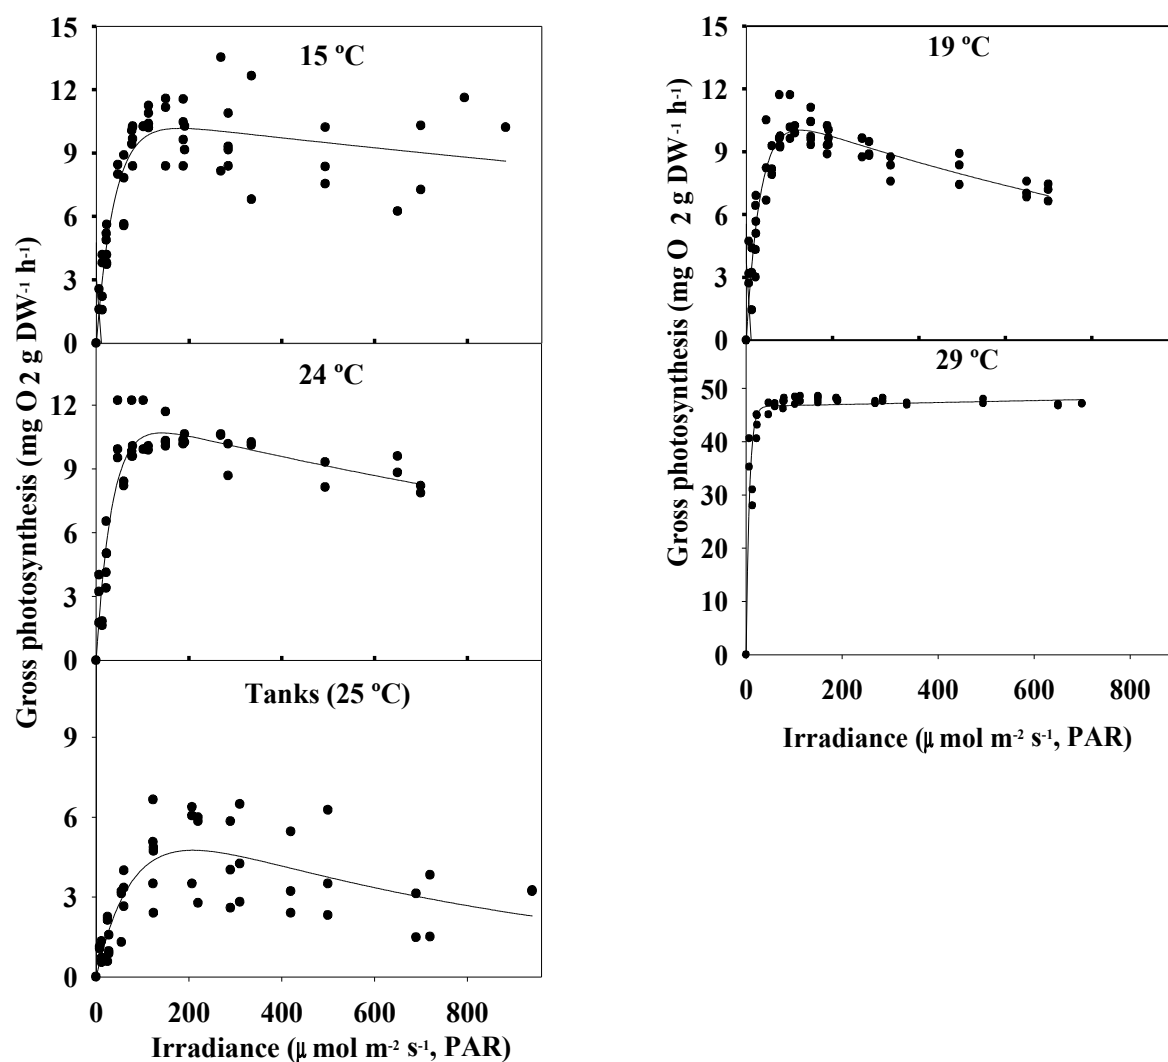 15 ºC
15
12
9
6
3
0
24 ºC
12
9
6
3
0
Tanks (25 ºC)
9
6
3
0
0 200 400 600 800
Irradiance (µ mol m-2 s-1, PAR)
Gross photosynthesis (mg O 2 g DW-1 h-1)
19 ºC
15
12
9
6
3
0
29 ºC
50
40
30
20
10
0
0 200 400 600 800
Irradiance (µ mol m-2 s-1, PAR)
Gross photosynthesis (mg O 2 g DW-1 h-1)